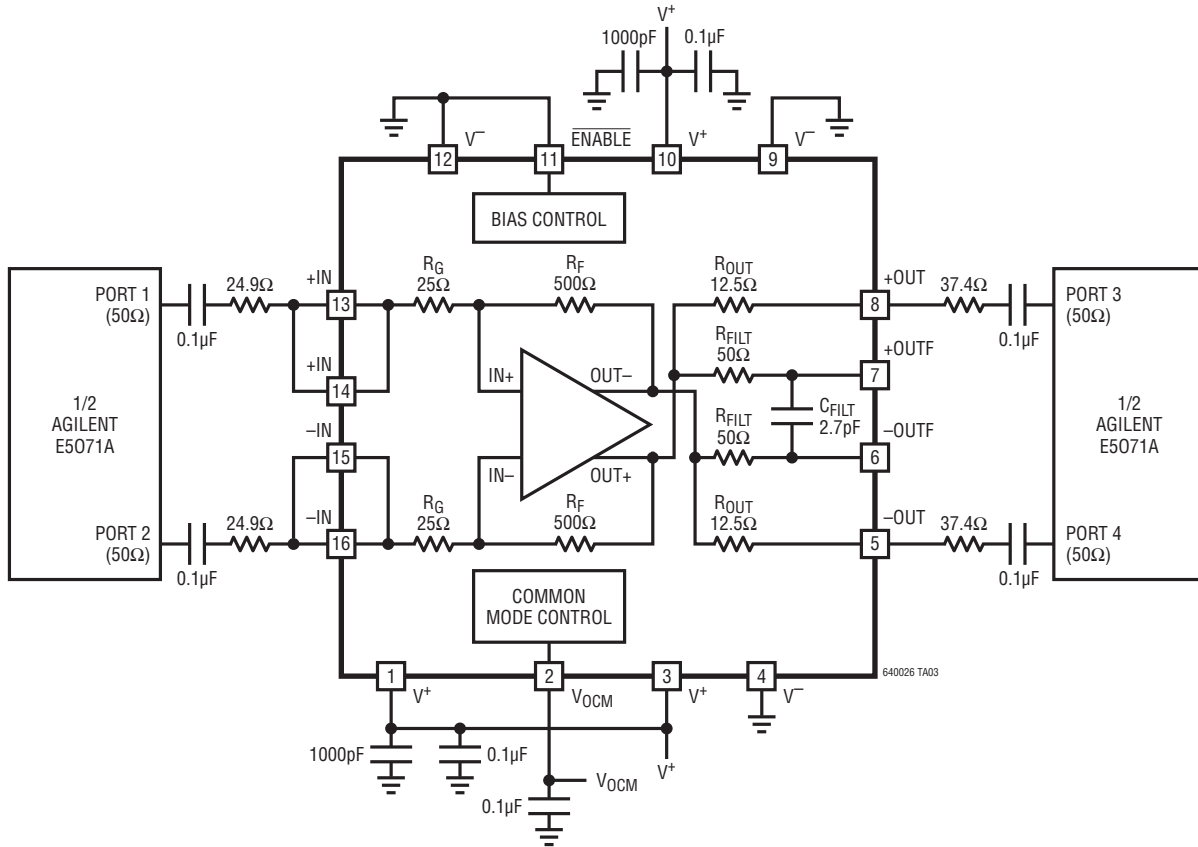 V+
1000pF
0.1µF
V–
ENABLE
V+
V–
12
11
10
9
BIAS CONTROL
PORT 1
(50Ω)
0.1µF
24.9Ω
+IN
13
RG
25Ω
RF
500Ω
ROUT
12.5Ω
8
+OUT
37.4Ω
0.1µF
PORT 3
(50Ω)
+IN
14
IN+
OUT–
RFILT
50Ω
7
+OUTF
CFILT
2.7pF
1/2
AGILENT
E5O71A
1/2
AGILENT
E5O71A
–IN
15
IN–
OUT+
RFILT
50Ω
6
–OUTF
PORT 2
(50Ω)
0.1µF
24.9Ω
–IN
16
RG
25Ω
RF
500Ω
ROUT
12.5Ω
5
–OUT
37.4Ω
0.1µF
PORT 4
(50Ω)
COMMON
MODE CONTROL
640026 TA03
1
2
3
4
V+
VOCM
V+
V–
1000pF
0.1µF
V+
VOCM
0.1µF